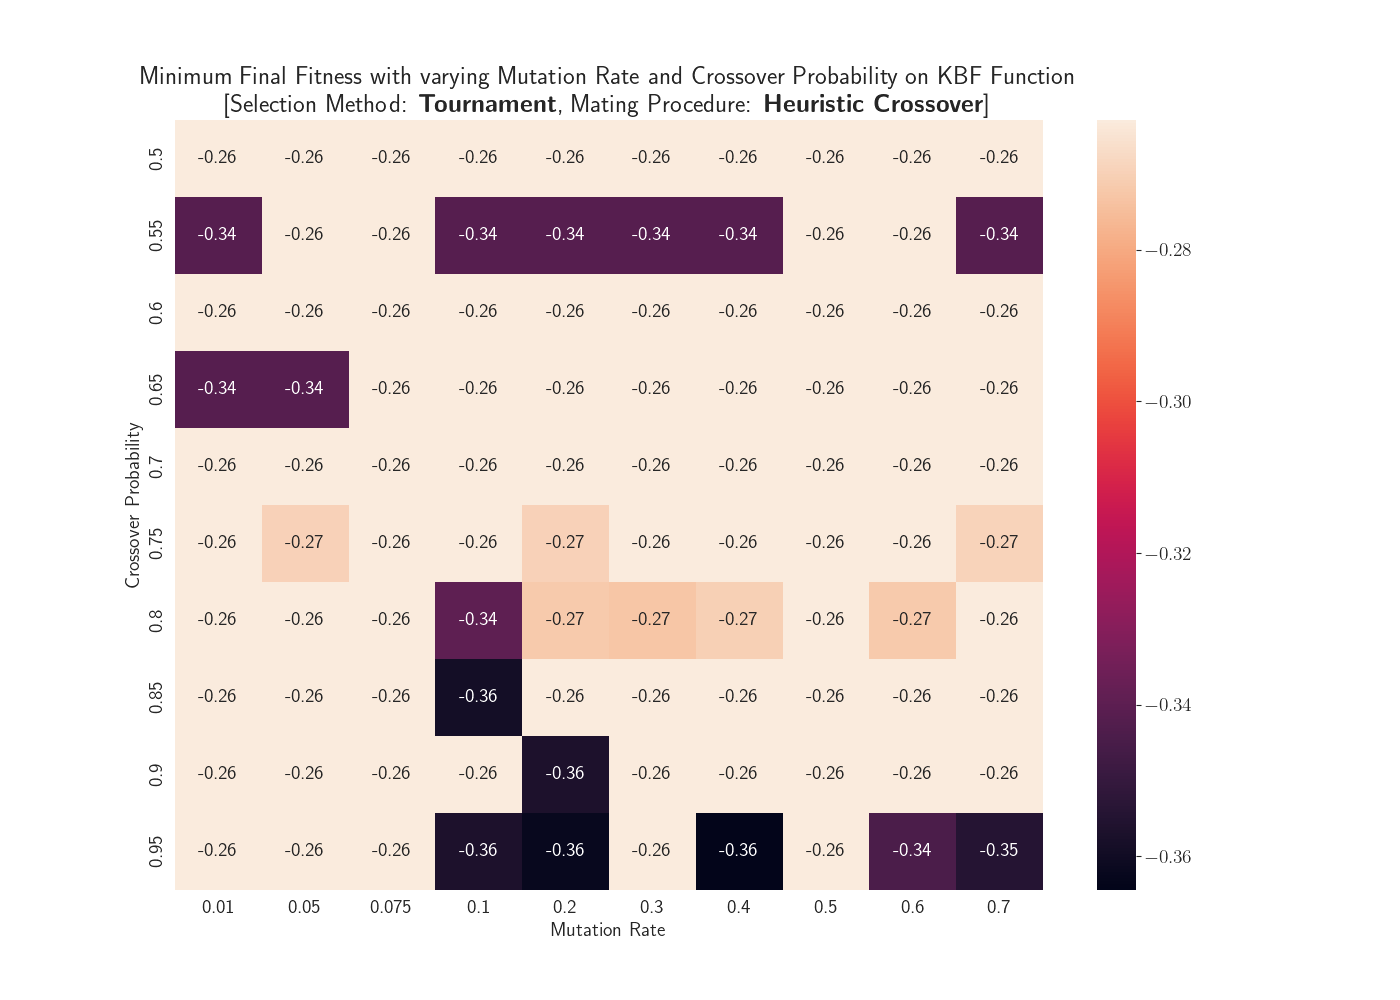 Minimum Final Fitness with varying Mutation Rate and Crossover Probability on KBF Function
[Selection Method: Tournament, Mating Procedure: Heuristic Crossover]
0.5 -0.26 -0.26 -0.26 -0.26 -0.26 -0.26 -0.26 -0.26 -0.26 -0.26
0.55 -0.34 -0.26 -0.26 -0.34 -0.34 -0.34 -0.34 -0.26 -0.26 -0.34
0.6 -0.26 -0.26 -0.26 -0.26 -0.26 -0.26 -0.26 -0.26 -0.26 -0.26
0.65 -0.34 -0.34 -0.26 -0.26 -0.26 -0.26 -0.26 -0.26 -0.26 -0.26
0.7 -0.26 -0.26 -0.26 -0.26 -0.26 -0.26 -0.26 -0.26 -0.26 -0.26
0.75 -0.26 -0.27 -0.26 -0.26 -0.27 -0.26 -0.26 -0.26 -0.26 -0.27
0.8 -0.26 -0.26 -0.26 -0.34 -0.27 -0.27 -0.27 -0.26 -0.27 -0.26
0.85 -0.26 -0.26 -0.26 -0.36 -0.26 -0.26 -0.26 -0.26 -0.26 -0.26
0.9 -0.26 -0.26 -0.26 -0.26 -0.36 -0.26 -0.26 -0.26 -0.26 -0.26
0.95 -0.26 -0.26 -0.26 -0.36 -0.36 -0.26 -0.36 -0.26 -0.34 -0.35
Crossover Probability
0.01 0.05 0.075 0.1 0.2 0.3 0.4 0.5 0.6 0.7
Mutation Rate
−0.28
−0.30
−0.32
−0.34
−0.36